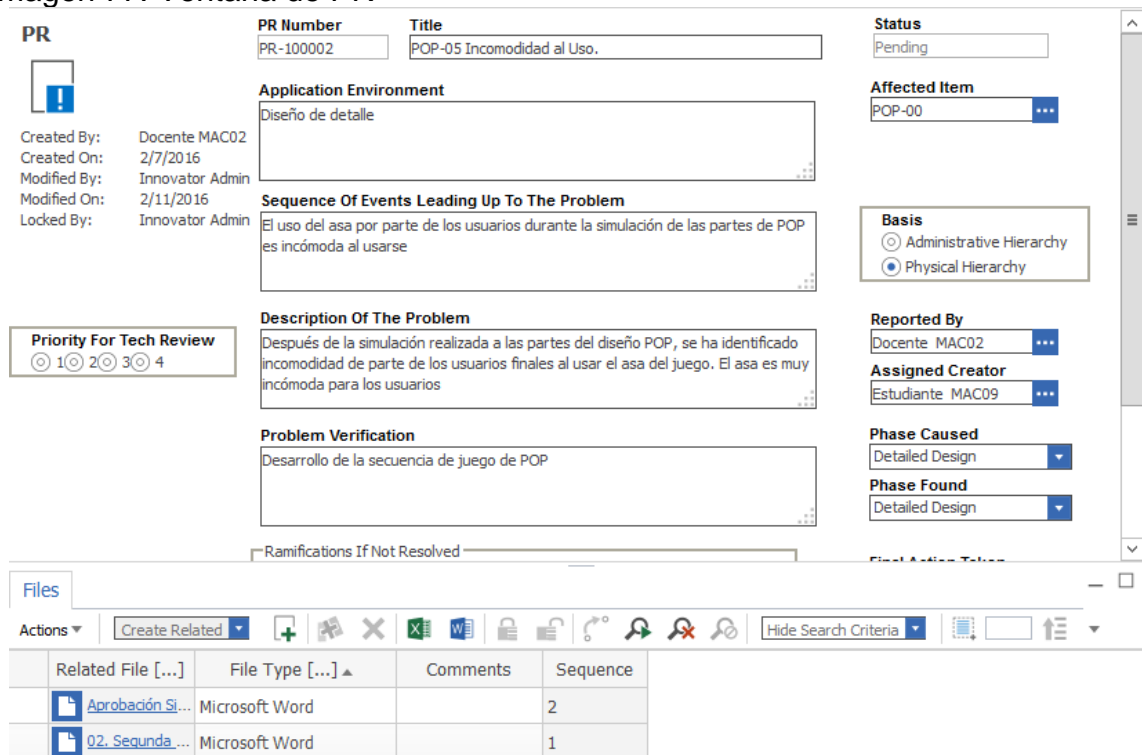 PR
PR Number
Title
Status
PR-100002
POP-05 Incomodidad al Uso.
Pending
Application Environment
Affected Item
Diseño de detalle
POP-00
Created By: Docente MAC02
Created On: 2/7/2016
Modified By: Innovator Admin
Modified On: 2/11/2016
Locked By: Innovator Admin
Sequence Of Events Leading Up To The Problem
El uso del asa por parte de los usuarios durante la simulación de las partes de POP
es incómoda al usarse
Basis
Administrative Hierarchy
Physical Hierarchy
Priority For Tech Review
1 2 3 4
Description Of The Problem
Después de la simulación realizada a las partes del diseño POP, se ha identificado
incomodidad de parte de los usuarios finales al usar el asa del juego. El asa es muy
incómoda para los usuarios
Reported By
Docente MAC02
Assigned Creator
Estudiante MAC09
Problem Verification
Desarrollo de la secuencia de juego de POP
Phase Caused
Detailed Design
Phase Found
Detailed Design
Ramifications If Not Resolved
Files
Actions
Create Related
Hide Search Criteria
Related File [...] File Type [...] Comments Sequence
Aprobación Si... Microsoft Word 2
02. Segunda ... Microsoft Word 1